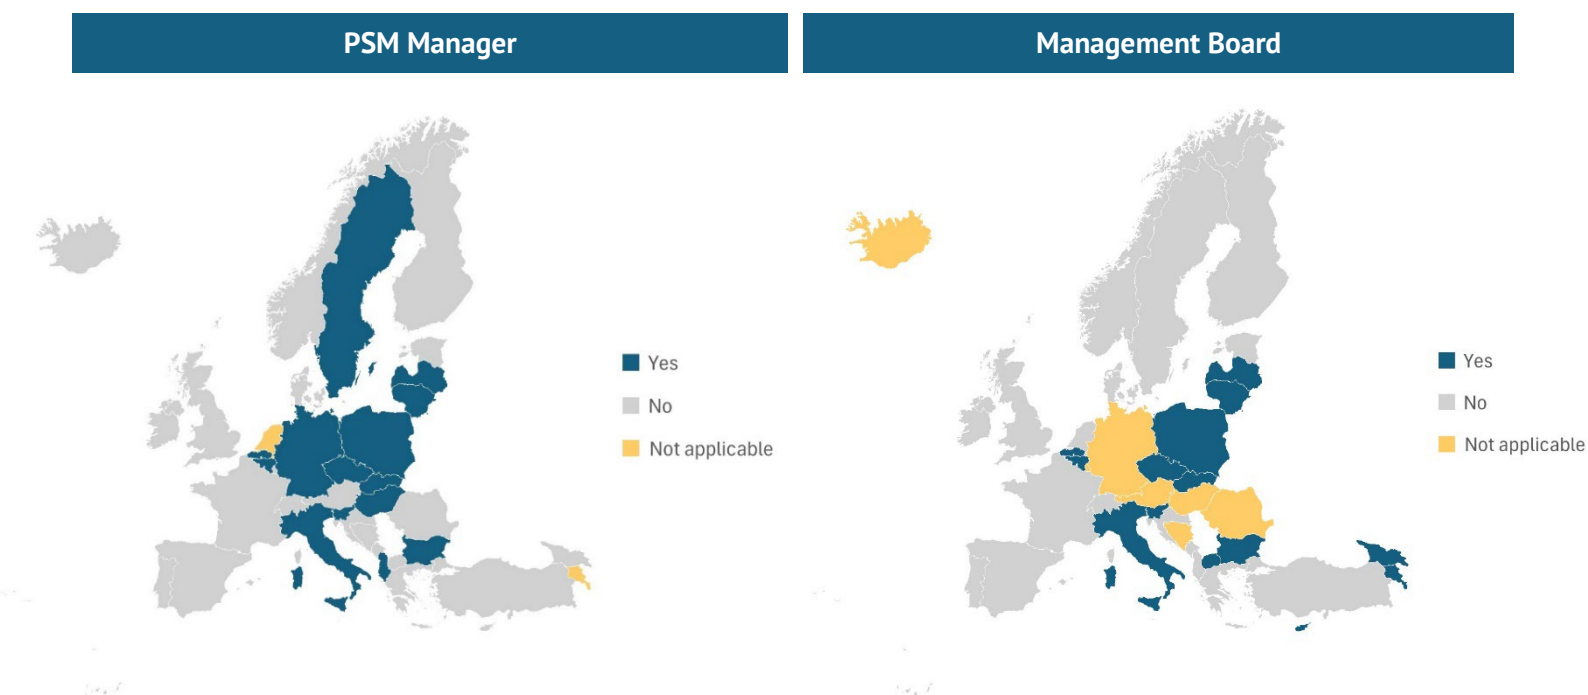 PSM Manager
Management Board
Yes
No
Not applicable
Yes
No
Not applicable